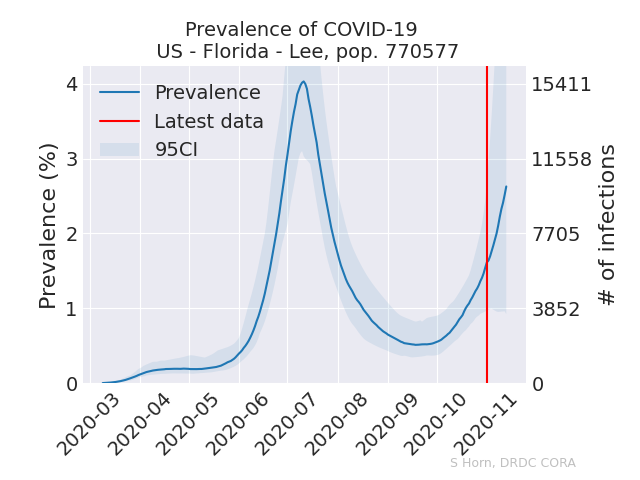 Prevalence of COVID-19
US - Florida - Lee, pop. 770577
Prevalence
Latest data
95CI
Prevalence (%)
4
3
2
1
0
15411
11558
7705
3852
0
# of infections
2020-03
2020-04
2020-05
2020-06
2020-07
2020-08
2020-09
2020-10
2020-11
S Horn, DRDC CORA